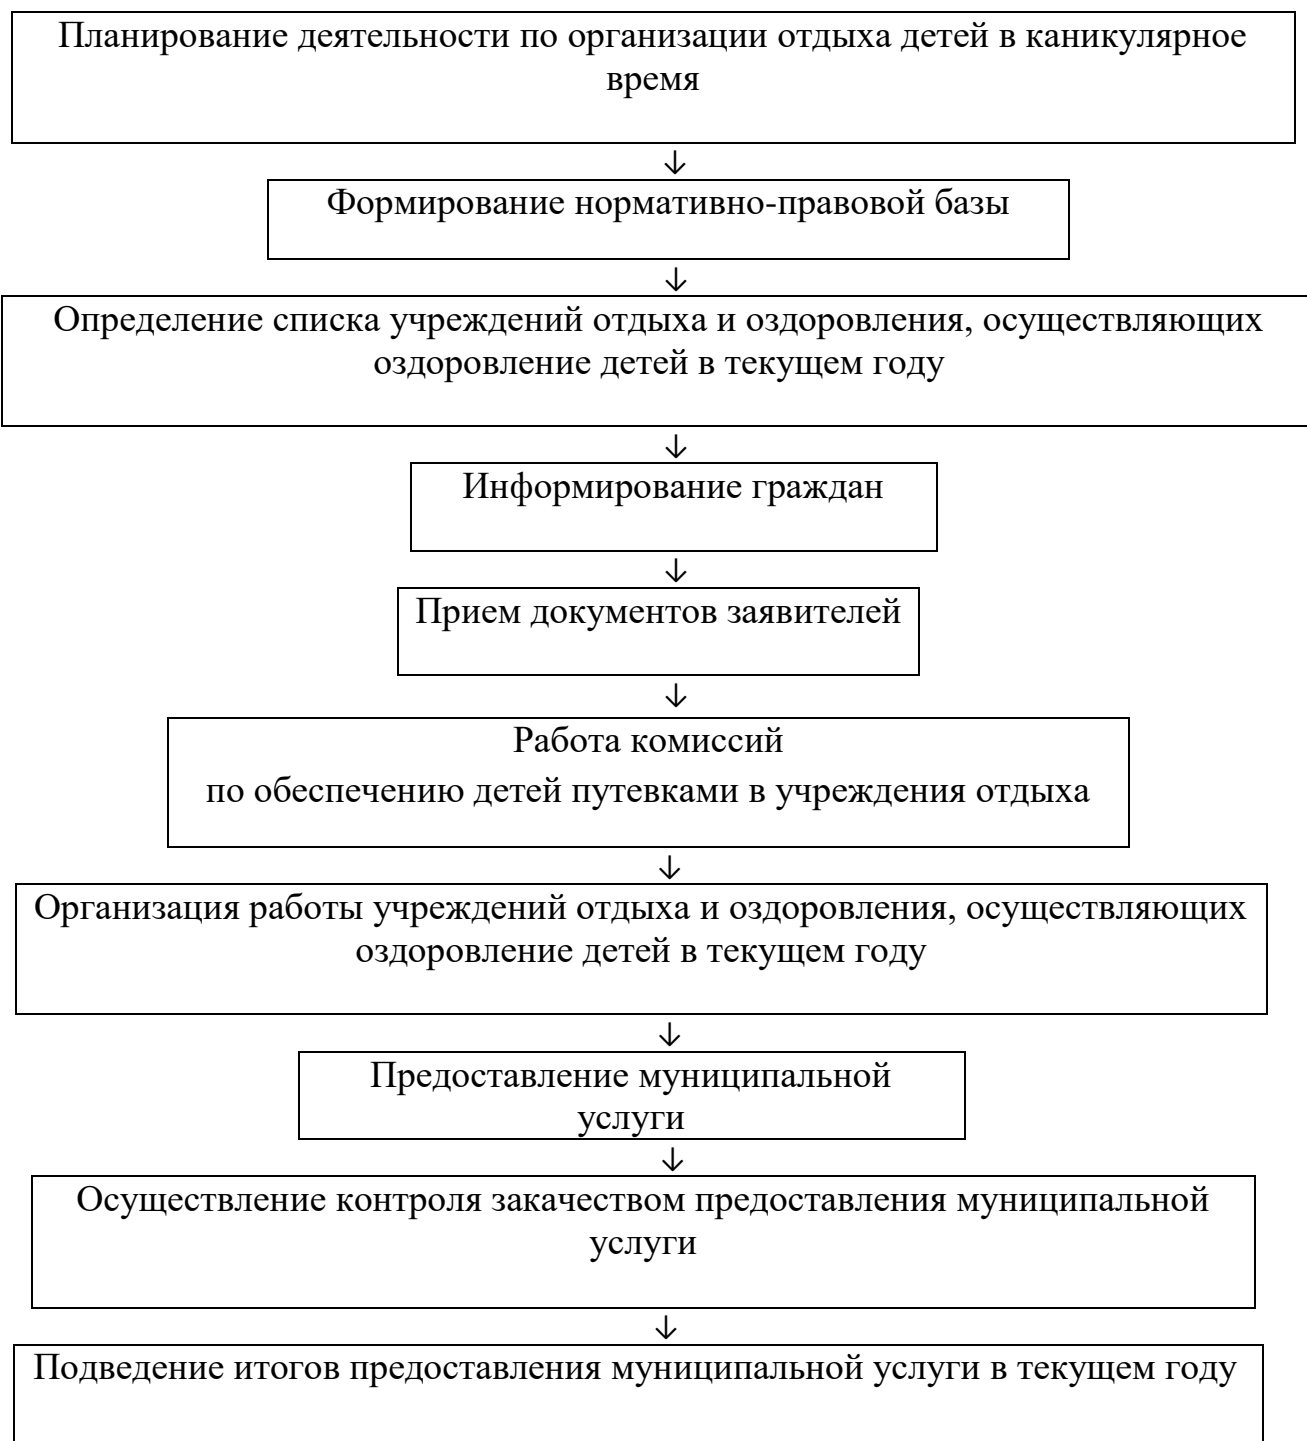 Планирование деятельности по организации отдыха детей в каникулярное
время
↓
Формирование нормативно-правовой базы
↓
Определение списка учреждений отдыха и оздоровления, осуществляющих
оздоровление детей в текущем году
↓
Информирование граждан
↓
Прием документов заявителей
↓
Работа комиссий
по обеспечению детей путевками в учреждения отдыха
↓
Организация работы учреждений отдыха и оздоровления, осуществляющих
оздоровление детей в текущем году
↓
Предоставление муниципальной
услуги
↓
Осуществление контроля закачеством предоставления муниципальной
услуги
↓
Подведение итогов предоставления муниципальной услуги в текущем году